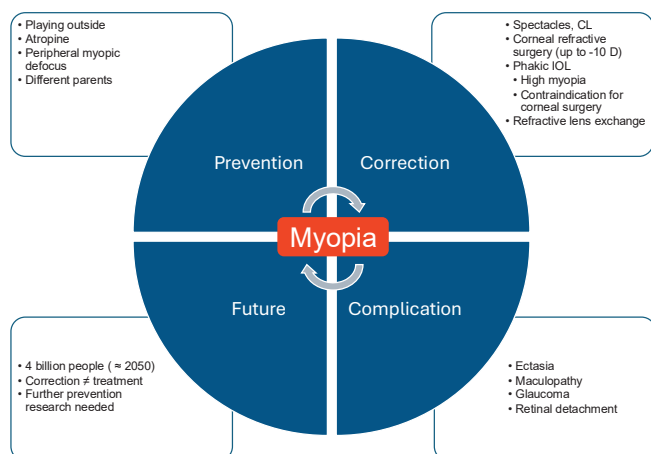 • Playing outside
• Atropine
• Peripheral myopic
defocus
• Different parents
• Spectacles, CL
• Corneal refractive
surgery (up to -10 D)
• Phakic IOL
• High myopia
• Contraindication for
corneal surgery
• Refractive lens exchange
Prevention
Correction
Myopia
Future
Complication
• 4 billion people ( ≈ 2050)
• Correction ≠ treatment
• Further prevention
research needed
• Ectasia
• Maculopathy
• Glaucoma
• Retinal detachment